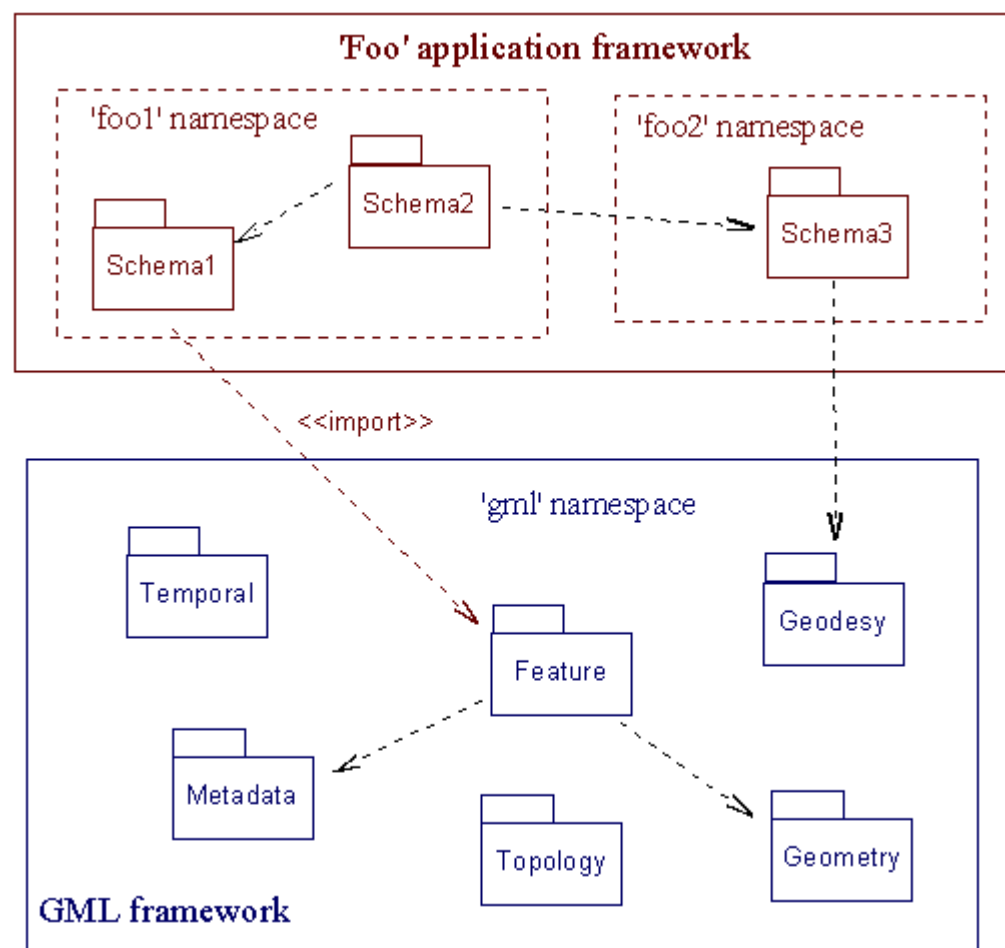 'Foo' application framework
'foo1' namespace
'foo2' namespace
Schema2
Schema1
Schema3
<<import>>
'gml' namespace
Temporal
Geodesy
Feature
Metadata
Topology
Geometry
GML framework